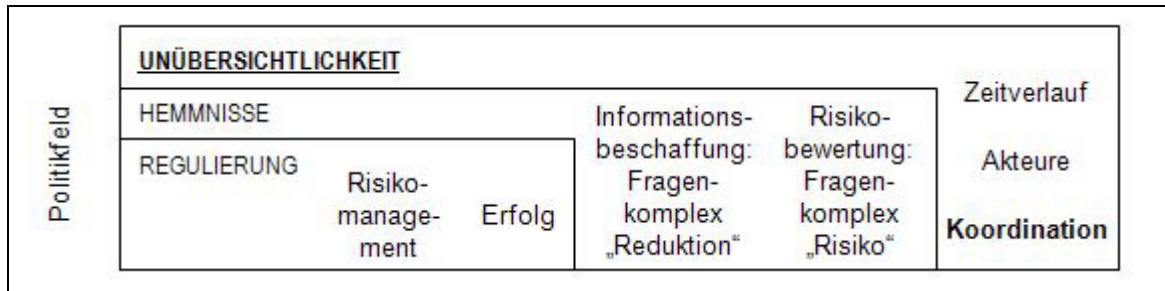 Politikfeld
UNÜBERSICHTLICHKEIT
HEMMNISSE
REGULIERUNG
Risiko-
manage-
ment
Erfolg
Informations-
beschaffung:
Fragen-
komplex
„Reduktion“
Risiko-
bewertung:
Fragen-
komplex
„Risiko“
Zeitverlauf
Akteure
Koordination